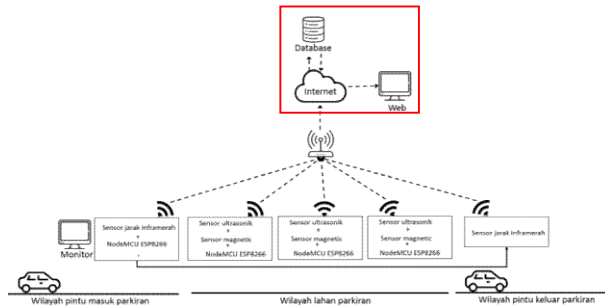 Database
Internet
Web
Monitor
Sensor jarak inframerah
+
NodeMCU ESP8266
Sensor ultrasonik
+
Sensor magnetic
+
NodeMCU ESP8266
Sensor ultrasonik
+
Sensor magnetic
+
NodeMCU ESP8266
Sensor ultrasonik
+
Sensor magnetic
+
NodeMCU ESP8266
Sensor jarak inframerah
Wilayah pintu masuk parkiran
Wilayah lahan parkiran
Wilayah pintu keluar parkiran